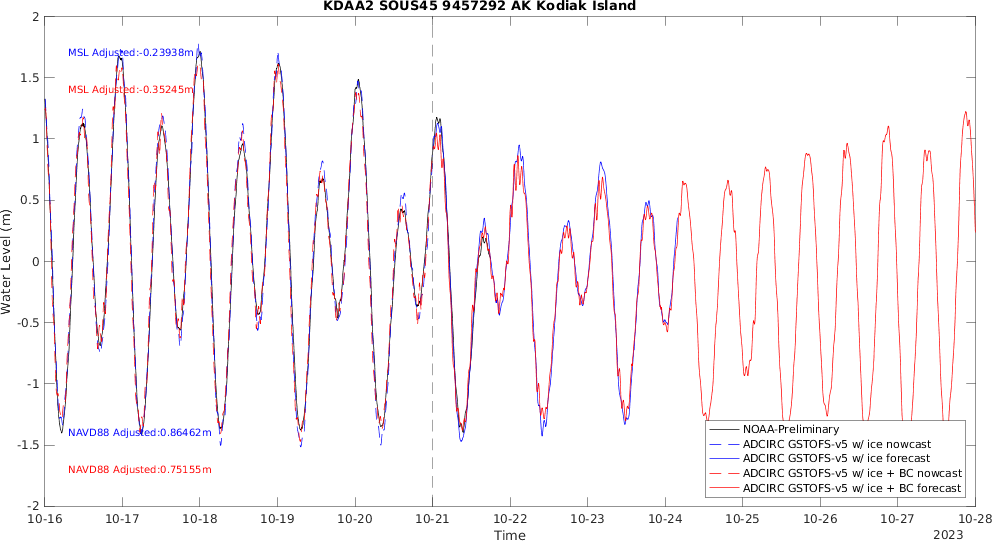 KDAA2 SOUS45 9457292 AK Kodiak Island
2
1.5
1
0.5
0
-0.5
-1
-1.5
-2
Water Level (m)
MSL Adjusted:-0.23938m
MSL Adjusted:-0.35245m
NAVD88 Adjusted:0.86462m
NAVD88 Adjusted:0.75155m
NOAA-Preliminary
ADCIRC GSTOFS-v5 w/ ice nowcast
ADCIRC GSTOFS-v5 w/ ice forecast
ADCIRC GSTOFS-v5 w/ ice + BC nowcast
ADCIRC GSTOFS-v5 w/ ice + BC forecast
10-16 10-17 10-18 10-19 10-20 10-21 10-22 10-23 10-24 10-25 10-26 10-27 10-28
Time
2023